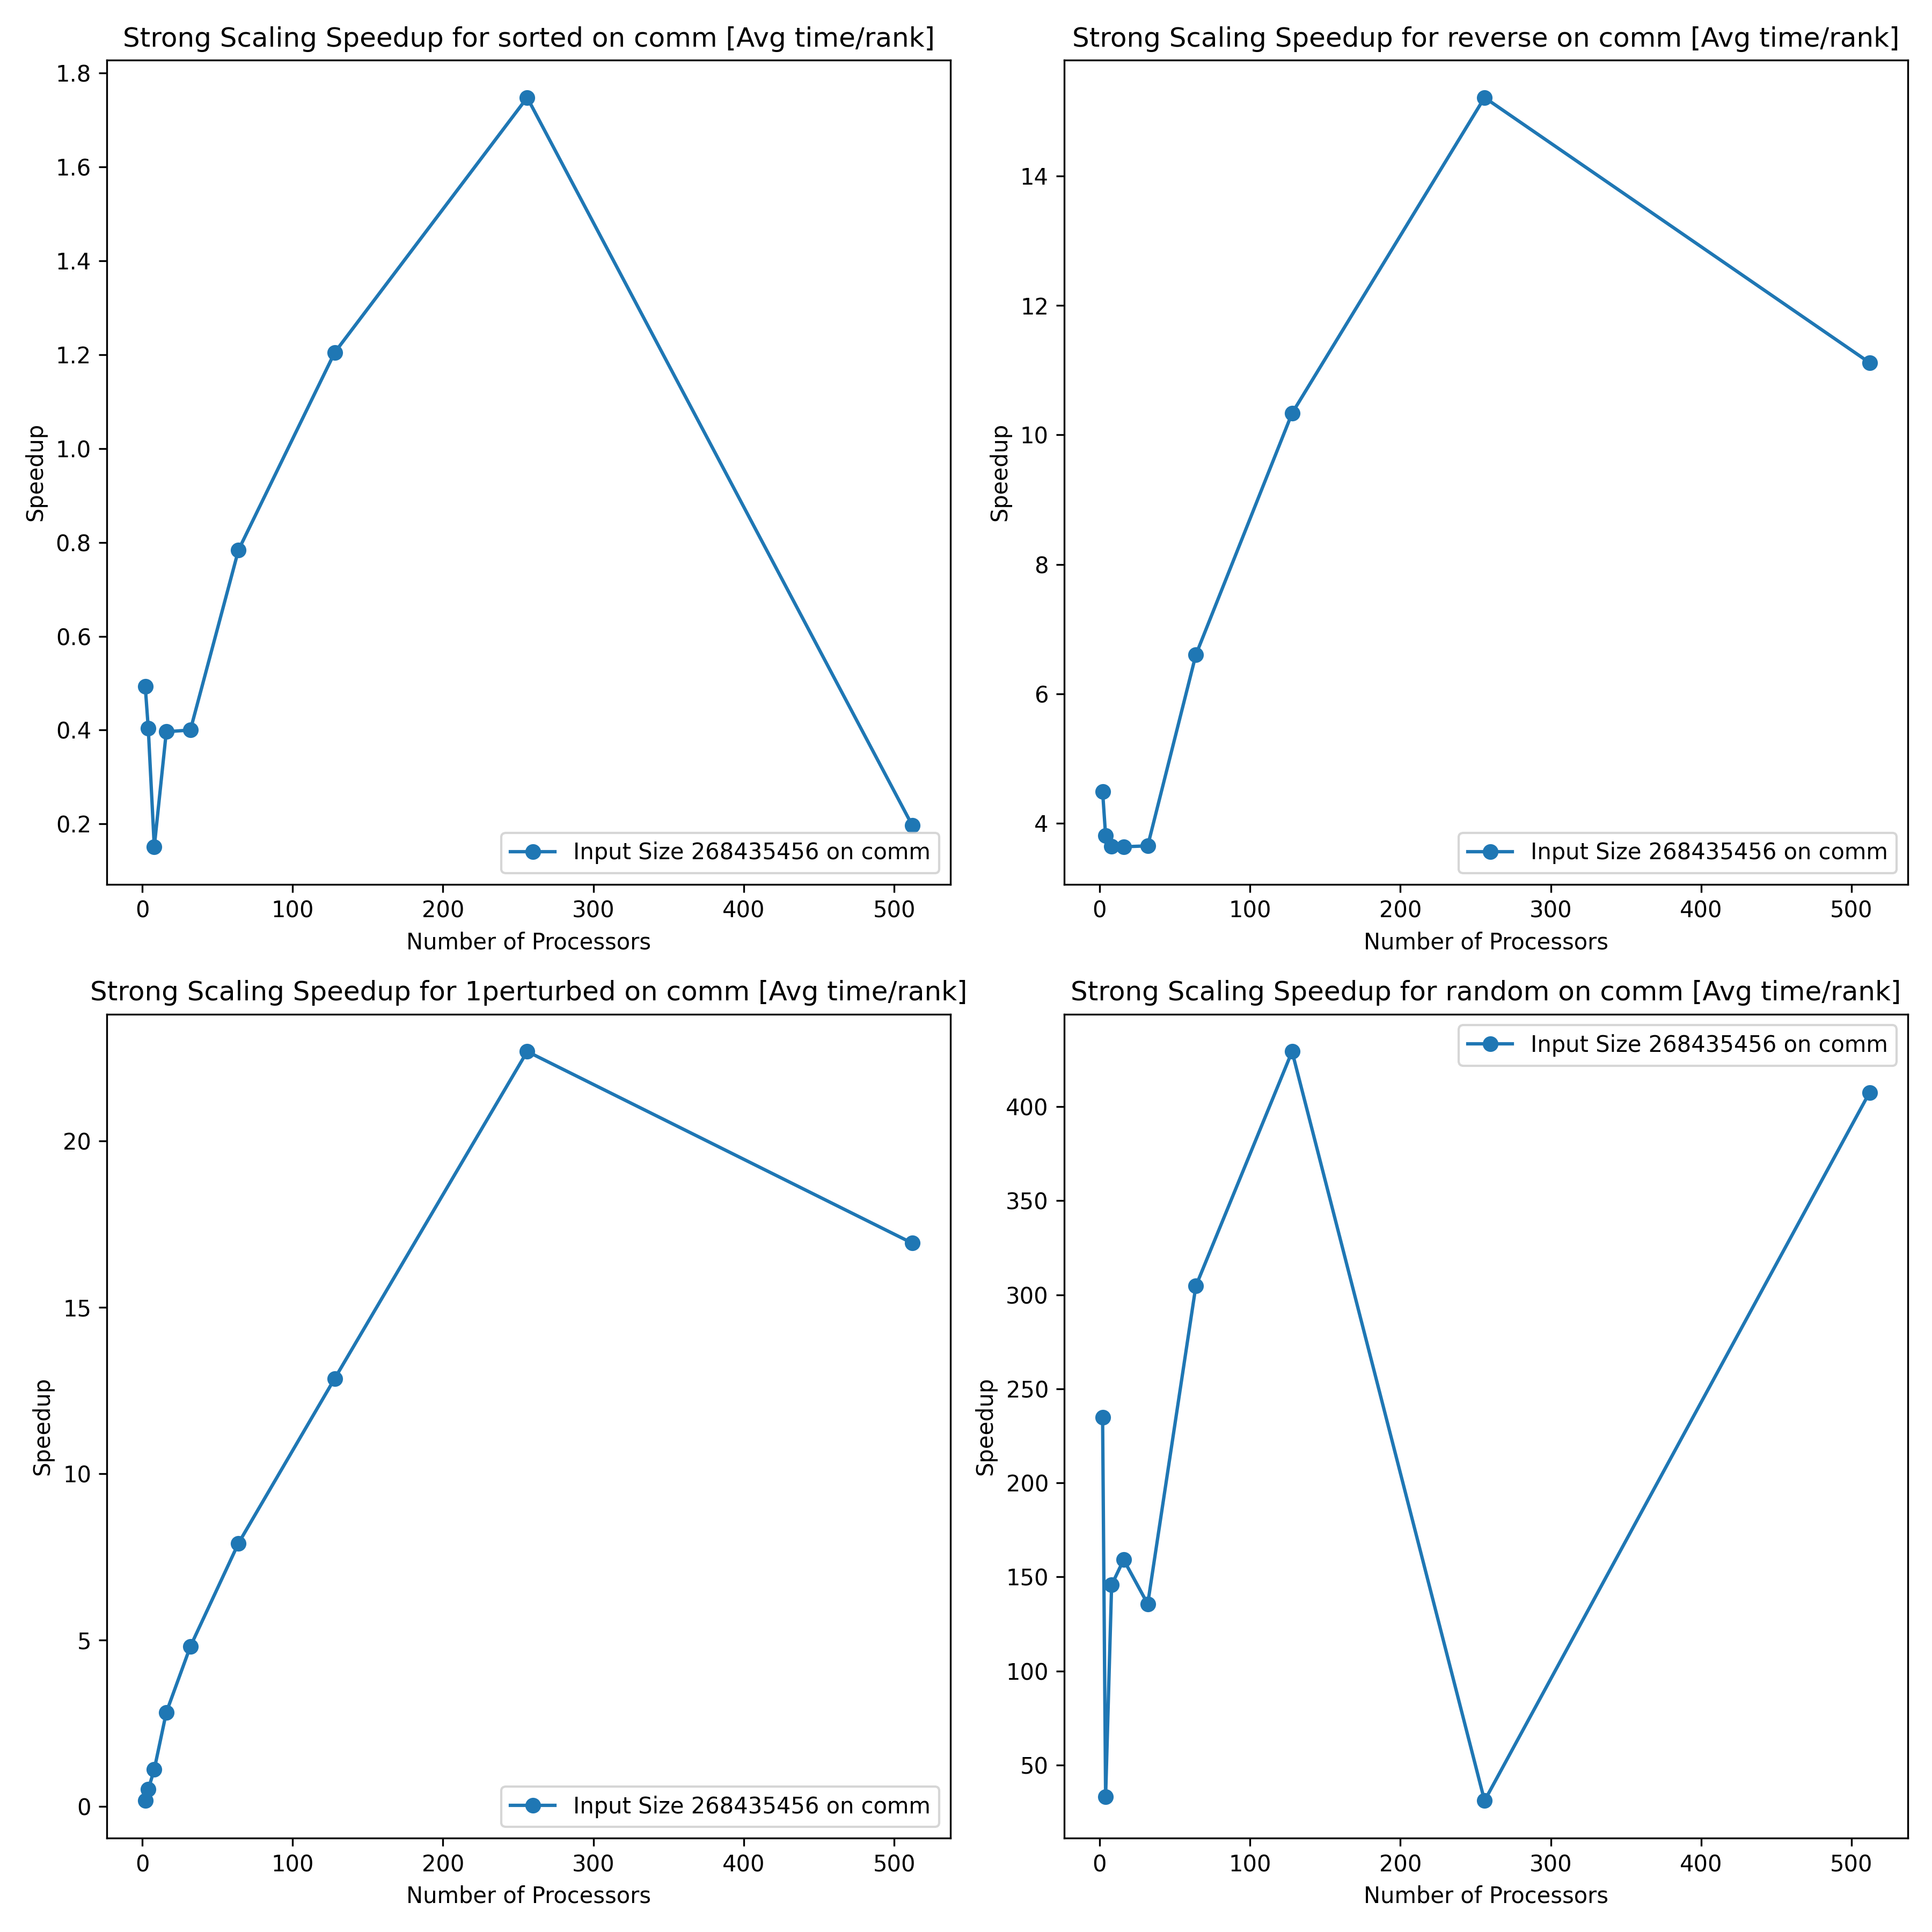 Strong Scaling Speedup for sorted on comm [Avg time/rank]
1.8
1.6
1.4
1.2
1.0
0.8
0.6
0.4
0.2
Speedup
Input Size 268435456 on comm
0 100 200 300 400 500
Number of Processors
Strong Scaling Speedup for reverse on comm [Avg time/rank]
14
12
10
8
6
4
Speedup
Input Size 268435456 on comm
0 100 200 300 400 500
Number of Processors
Strong Scaling Speedup for 1perturbed on comm [Avg time/rank]
20
15
10
5
0
Speedup
Input Size 268435456 on comm
0 100 200 300 400 500
Number of Processors
Strong Scaling Speedup for random on comm [Avg time/rank]
Input Size 268435456 on comm
400
350
300
250
200
150
100
50
Speedup
0 100 200 300 400 500
Number of Processors